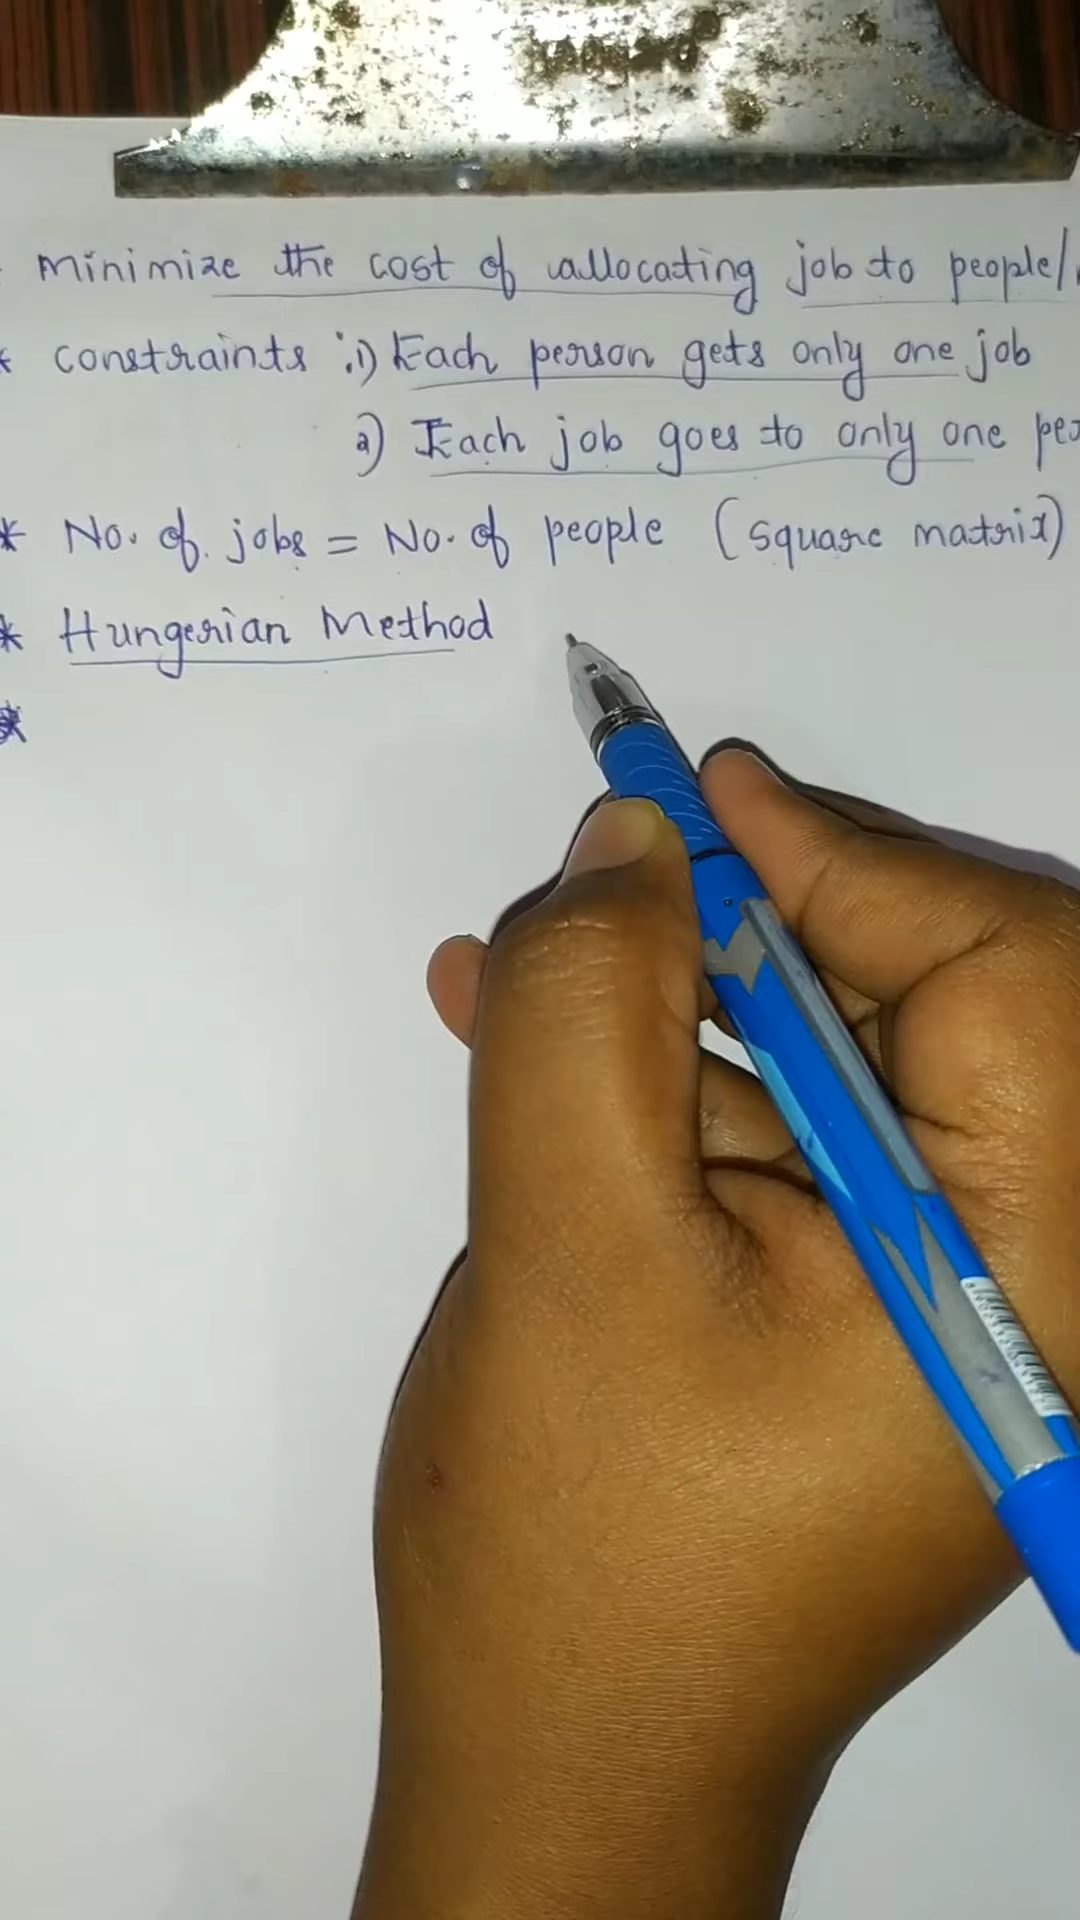 minimize the cost of allocating job to people/
* constraints : 1) Each person gets only one job
2) Each job goes to only one
* No. of jobs = No. of people (square matrix)
* Hungerian Method
*